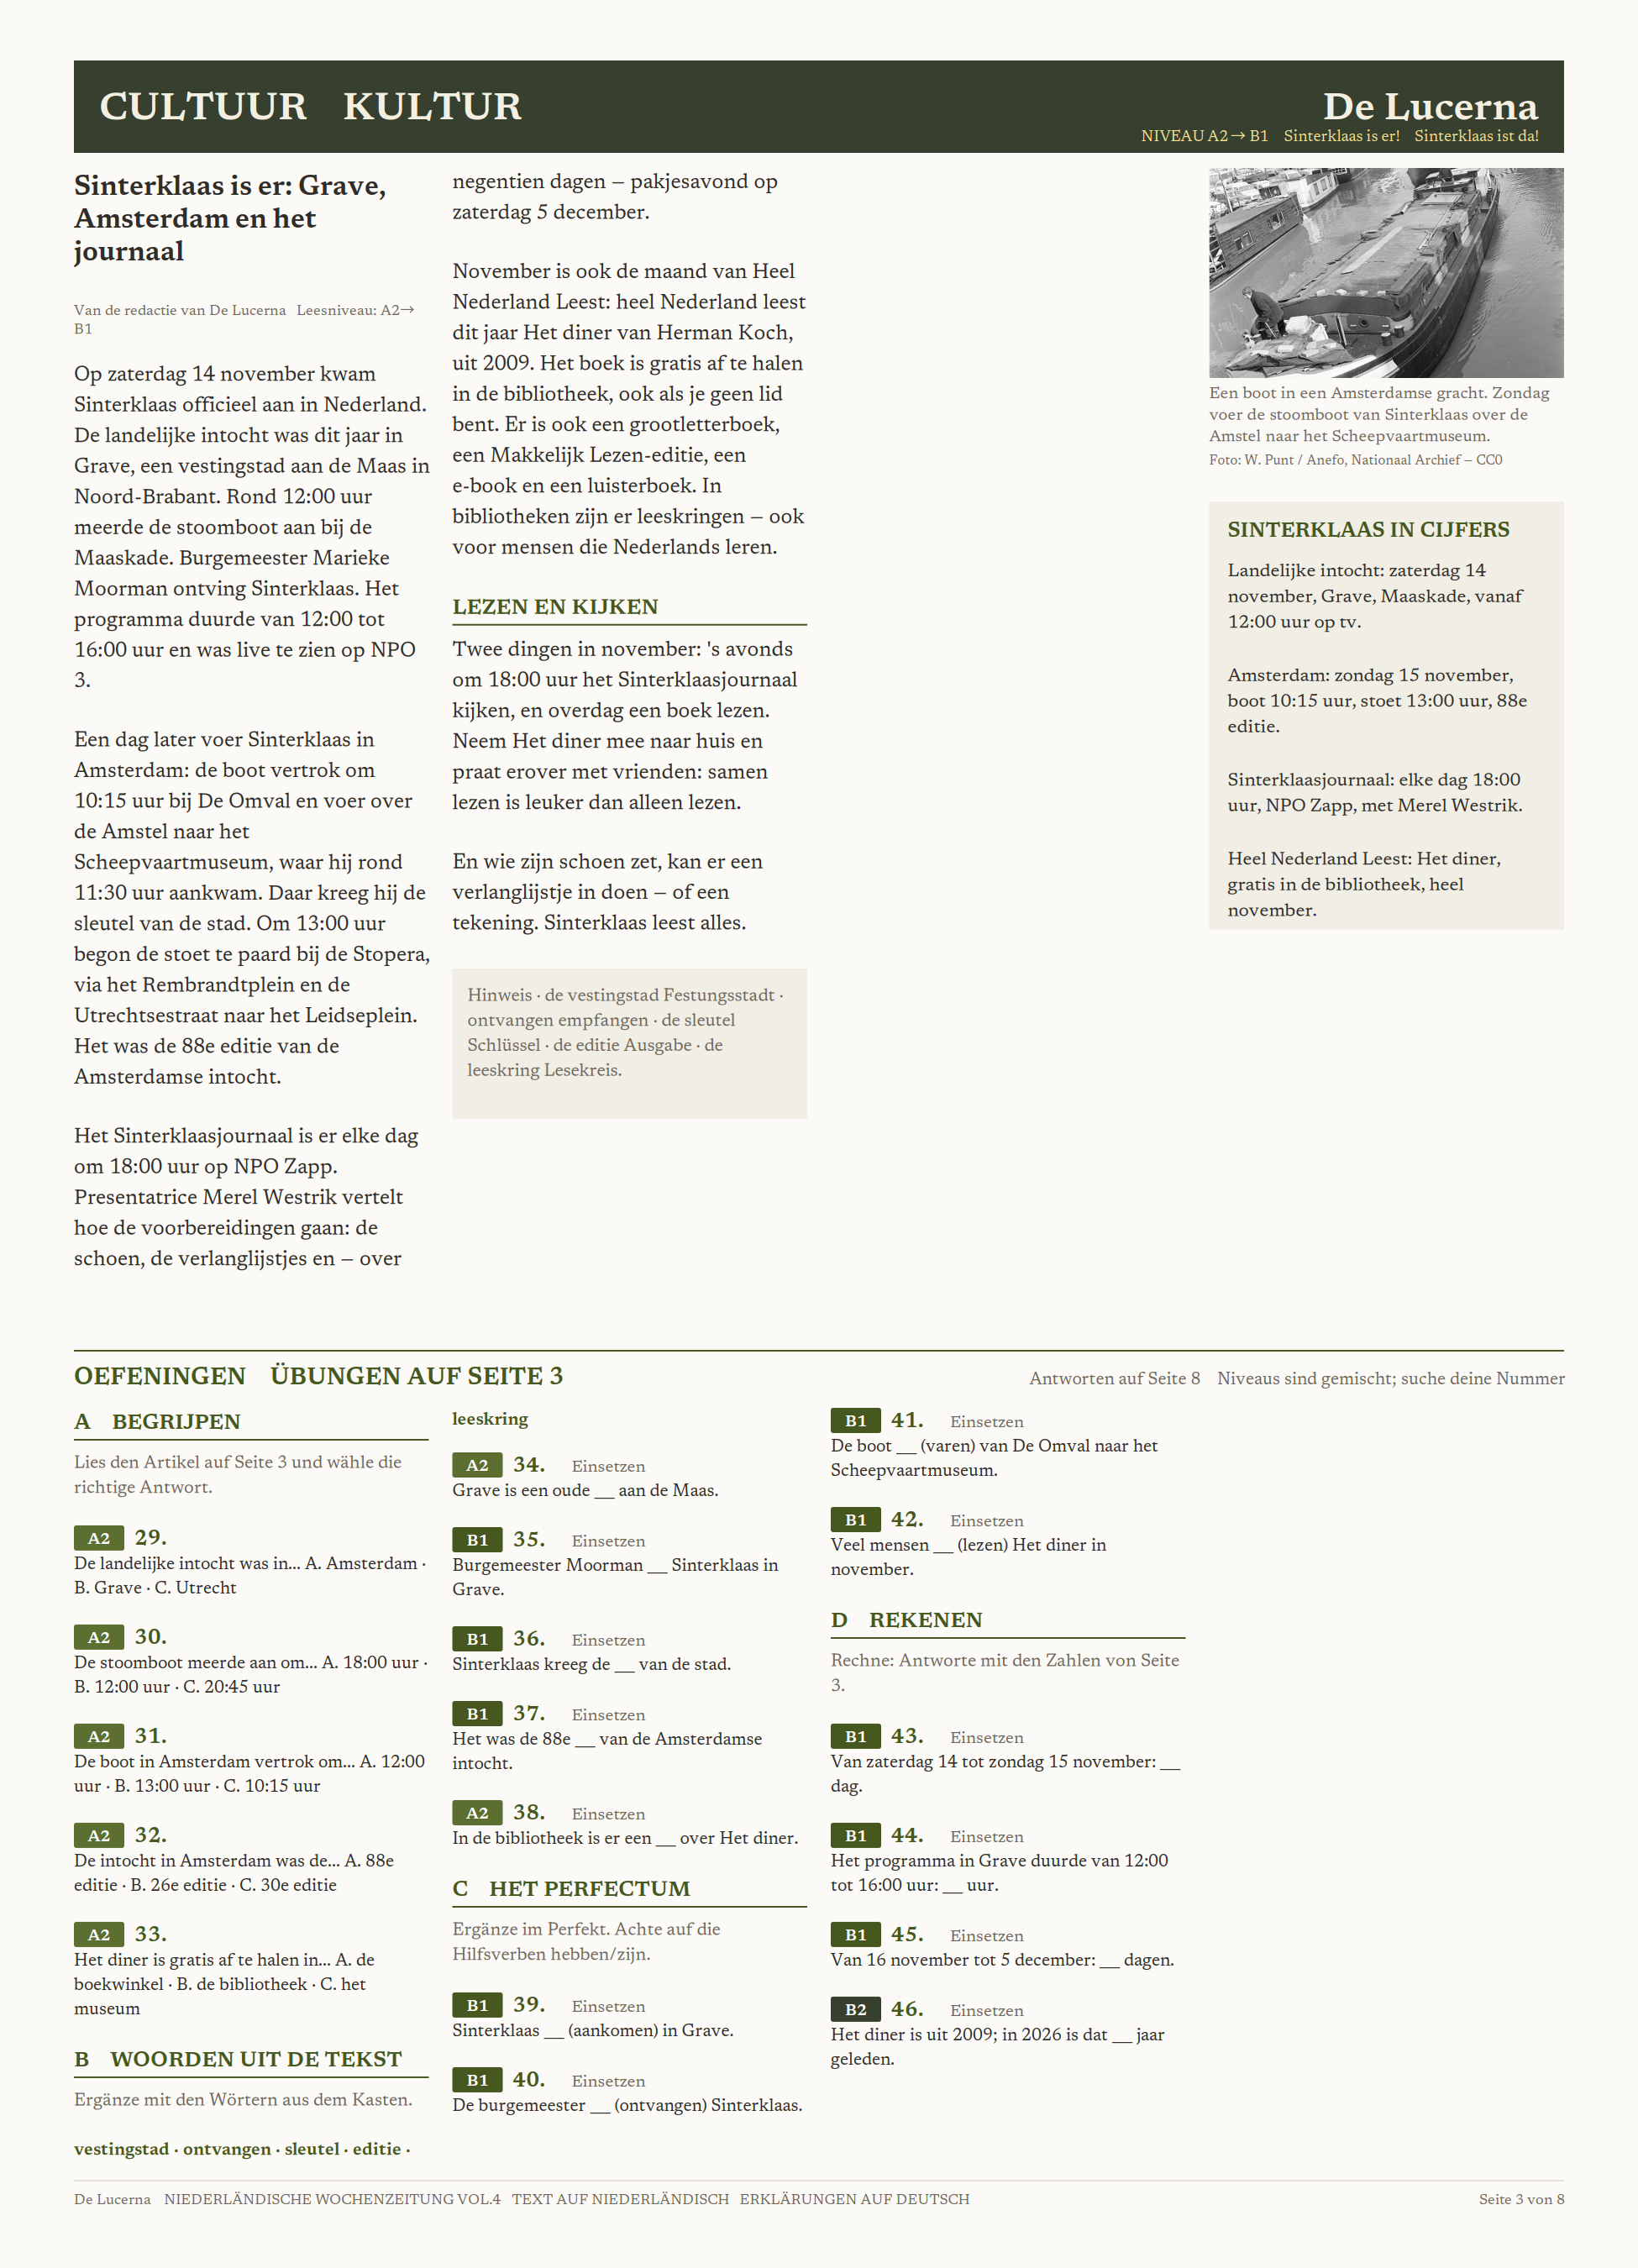 CULTUUR KULTUR
De Lucerna
NIVEAU A2→ B1 Sinterklaas is er! Sinterklaas ist da!
Sinterklaas is er: Grave,
Amsterdam en het
journaal
Van de redactie van De Lucerna Leesniveau: A2→
B1
Op zaterdag 14 november kwam
Sinterklaas officieel aan in Nederland.
De landelijke intocht was dit jaar in
Grave, een vestingstad aan de Maas in
Noord-Brabant. Rond 12:00 uur
meerde de stoomboot aan bij de
Maaskade. Burgemeester Marieke
Moorman ontving Sinterklaas. Het
programma duurde van 12:00 tot
16:00 uur en was live te zien op NPO
3.
Een dag later voer Sinterklaas in
Amsterdam: de boot vertrok om
10:15 uur bij De Omval en voer over
de Amstel naar het
Scheepvaartmuseum, waar hij rond
11:30 uur aankwam. Daar kreeg hij de
sleutel van de stad. Om 13:00 uur
begon de stoet te paard bij de Stopera,
via het Rembrandtplein en de
Utrechtsestraat naar het Leidseplein.
Het was de 88e editie van de
Amsterdamse intocht.
Het Sinterklaasjournaal is er elke dag
om 18:00 uur op NPO Zapp.
Presentatrice Merel Westrik vertelt
hoe de voorbereidingen gaan: de
schoen, de verlanglijstjes en – over
negentien dagen – pakjesavond op
zaterdag 5 december.
November is ook de maand van Heel
Nederland Leest: heel Nederland leest
dit jaar Het diner van Herman Koch,
uit 2009. Het boek is gratis af te halen
in de bibliotheek, ook als je geen lid
bent. Er is ook een grootletterboek,
een Makkelijk Lezen-editie, een
e-book en een luisterboek. In
bibliotheken zijn er leeskringen – ook
voor mensen die Nederlands leren.
LEZEN EN KIJKEN
Twee dingen in november: 's avonds
om 18:00 uur het Sinterklaasjournaal
kijken, en overdag een boek lezen.
Neem Het diner mee naar huis en
praat erover met vrienden: samen
lezen is leuker dan alleen lezen.
En wie zijn schoen zet, kan er een
verlanglijstje in doen – of een
tekening. Sinterklaas leest alles.
Hinweis · de vestingstad Festungsstadt ·
ontvangen empfangen · de sleutel
Schlüssel · de editie Ausgabe · de
leeskring Lesekreis.
Een boot in een Amsterdamse gracht. Zondag
voer de stoomboot van Sinterklaas over de
Amstel naar het Scheepvaartmuseum.
Foto: W. Punt / Anefo, Nationaal Archief – CC0
SINTERKLAAS IN CIJFERS
Landelijke intocht: zaterdag 14
november, Grave, Maaskade, vanaf
12:00 uur op tv.
Amsterdam: zondag 15 november,
boot 10:15 uur, stoet 13:00 uur, 88e
editie.
Sinterklaasjournaal: elke dag 18:00
uur, NPO Zapp, met Merel Westrik.
Heel Nederland Leest: Het diner,
gratis in de bibliotheek, heel
november.
OEFENINGEN ÜBUNGEN AUF SEITE 3
Antworten auf Seite 8 Niveaus sind gemischt; suche deine Nummer
A BEGRIJPEN
Lies den Artikel auf Seite 3 und wähle die
richtige Antwort.
A2 29.
De landelijke intocht was in... A. Amsterdam ·
B. Grave · C. Utrecht
A2 30.
De stoomboot meerde aan om... A. 18:00 uur ·
B. 12:00 uur · C. 20:45 uur
A2 31.
De boot in Amsterdam vertrok om... A. 12:00
uur · B. 13:00 uur · C. 10:15 uur
A2 32.
De intocht in Amsterdam was de... A. 88e
editie · B. 26e editie · C. 30e editie
A2 33.
Het diner is gratis af te halen in... A. de
boekwinkel · B. de bibliotheek · C. het
museum
B WOORDEN UIT DE TEKST
Ergänze mit den Wörtern aus dem Kasten.
vestingstad · ontvangen · sleutel · editie ·
leeskring
A2 34. Einsetzen
Grave is een oude __ aan de Maas.
B1 35. Einsetzen
Burgemeester Moorman __ Sinterklaas in
Grave.
B1 36. Einsetzen
Sinterklaas kreeg de __ van de stad.
B1 37. Einsetzen
Het was de 88e __ van de Amsterdamse
intocht.
A2 38. Einsetzen
In de bibliotheek is er een __ over Het diner.
C HET PERFECTUM
Ergänze im Perfekt. Achte auf die
Hilfsverben hebben/zijn.
B1 39. Einsetzen
Sinterklaas __ (aankomen) in Grave.
B1 40. Einsetzen
De burgemeester __ (ontvangen) Sinterklaas.
B1 41. Einsetzen
De boot __ (varen) van De Omval naar het
Scheepvaartmuseum.
B1 42. Einsetzen
Veel mensen __ (lezen) Het diner in
november.
D REKENEN
Rechne: Antworte mit den Zahlen von Seite
3.
B1 43. Einsetzen
Van zaterdag 14 tot zondag 15 november: __
dag.
B1 44. Einsetzen
Het programma in Grave duurde van 12:00
tot 16:00 uur: __ uur.
B1 45. Einsetzen
Van 16 november tot 5 december: __ dagen.
B2 46. Einsetzen
Het diner is uit 2009; in 2026 is dat __ jaar
geleden.
De Lucerna NIEDERLÄNDISCHE WOCHENZEITUNG VOL.4 TEXT AUF NIEDERLÄNDISCH ERKLÄRUNGEN AUF DEUTSCH
Seite 3 von 8